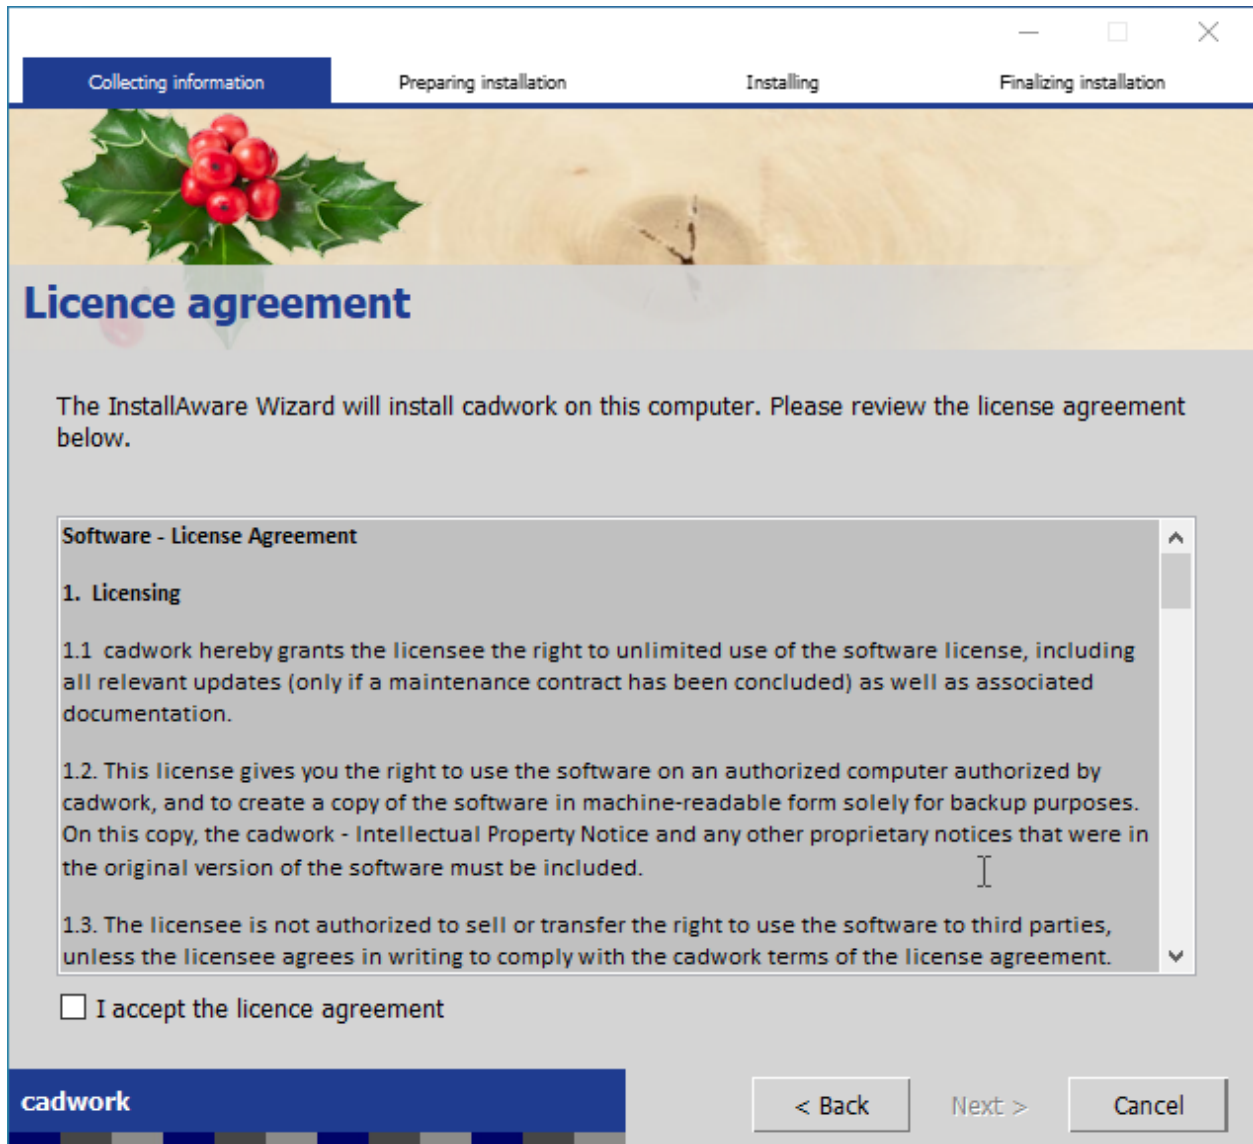 Collecting information
Preparing installation
Installing
Finalizing installation
Licence agreement
The InstallAware Wizard will install cadwork on this computer. Please review the license agreement
below.
Software - License Agreement
1. Licensing
1.1 cadwork hereby grants the licensee the right to unlimited use of the software license, including
all relevant updates (only if a maintenance contract has been concluded) as well as associated
documentation.
1.2. This license gives you the right to use the software on an authorized computer authorized by
cadwork, and to create a copy of the software in machine-readable form solely for backup purposes.
On this copy, the cadwork - Intellectual Property Notice and any other proprietary notices that were in
the original version of the software must be included.
1.3. The licensee is not authorized to sell or transfer the right to use the software to third parties,
unless the licensee agrees in writing to comply with the cadwork terms of the license agreement.
I accept the licence agreement
cadwork
< Back
Next >
Cancel